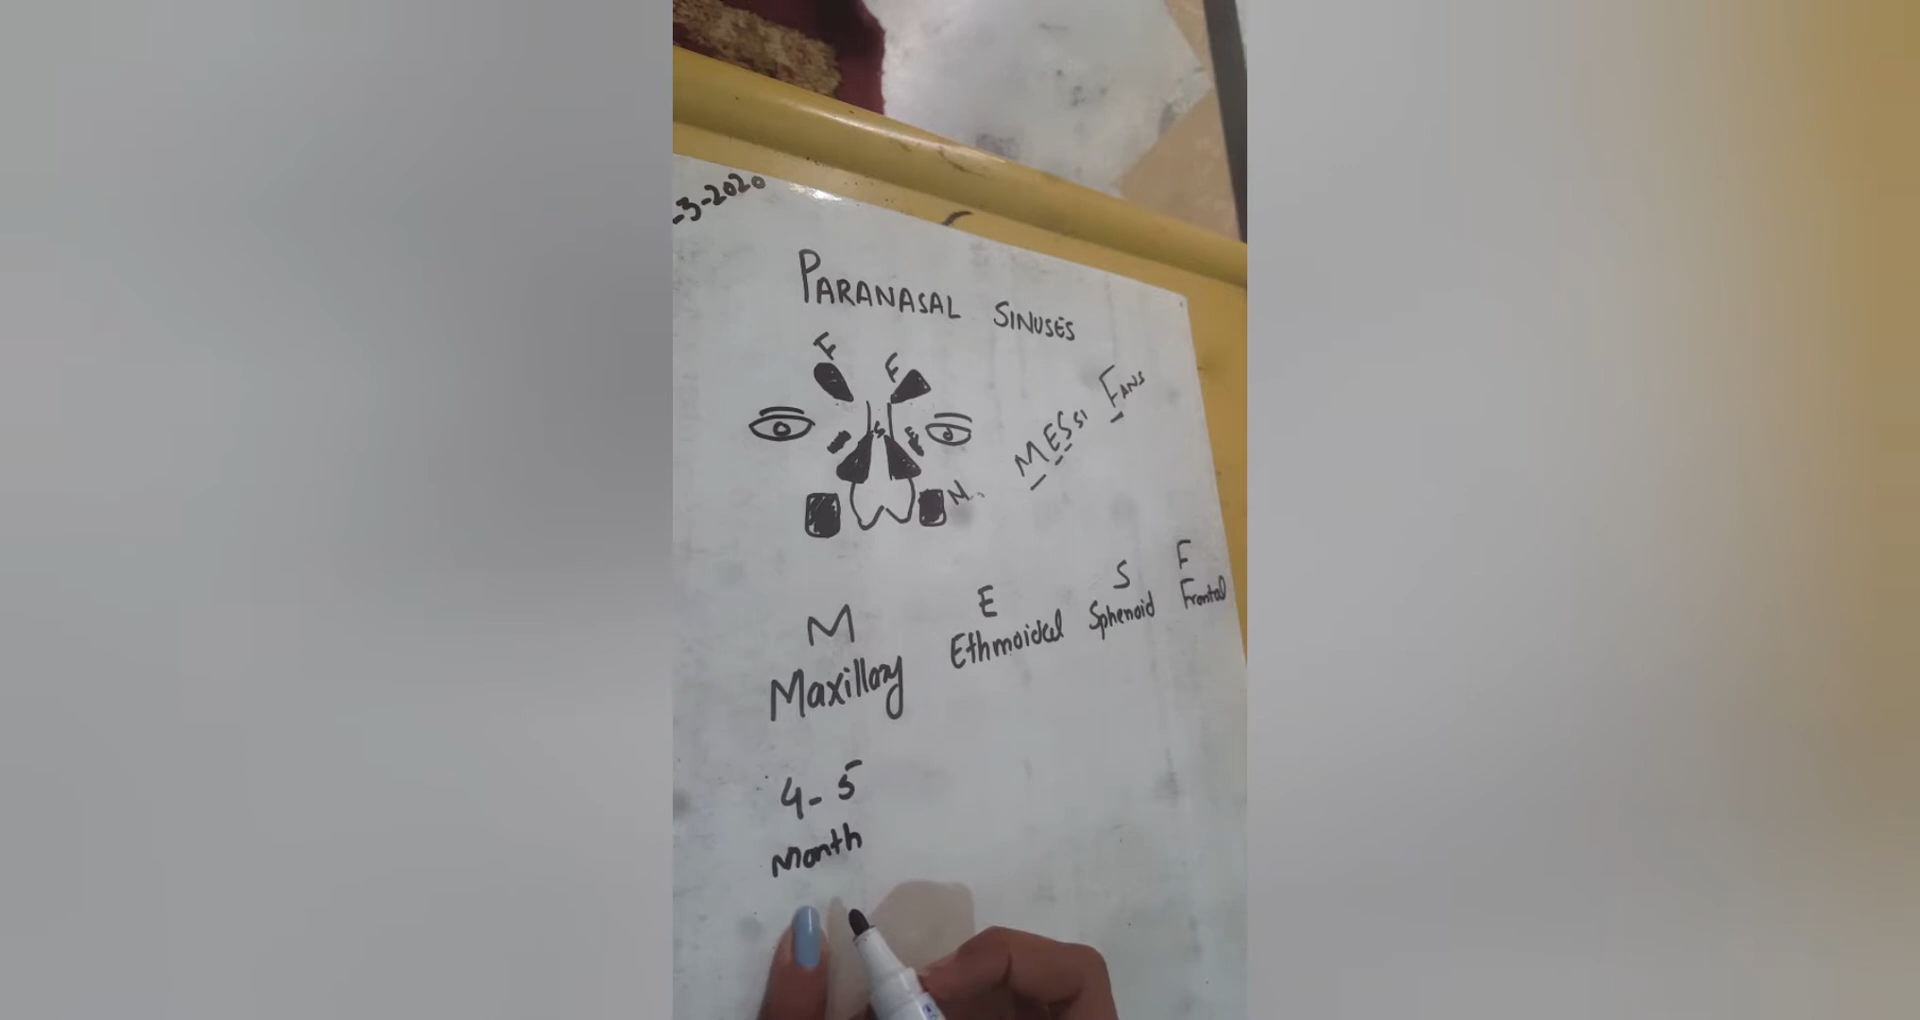 -3-2020
PARANASAL SINUSES
F F
S E
M.
MESSI FANS
M E S F
Maxillary Ethmoidal Sphenoid Frontal
4-5
Month